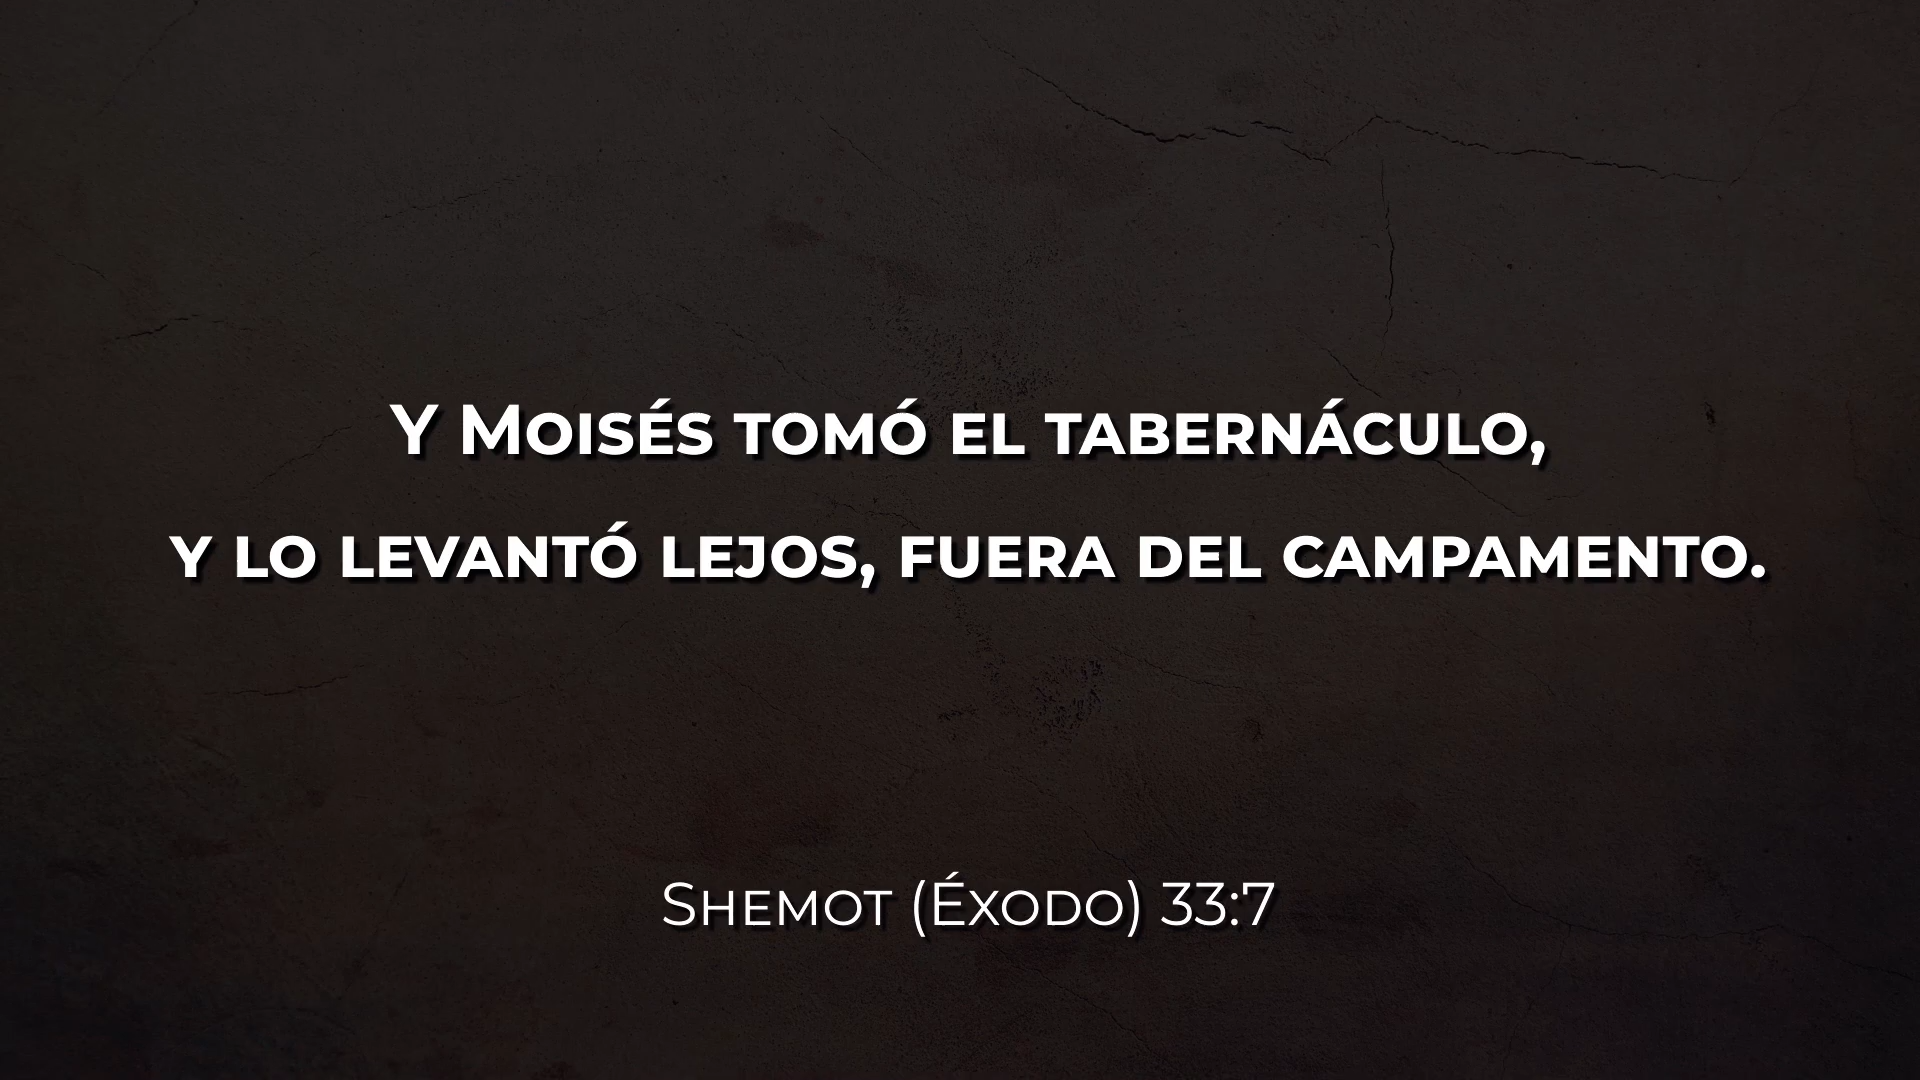 Y Moisés tomó el tabernáculo,
y lo levantó lejos, fuera del campamento.
Shemot (Éxodo) 33:7